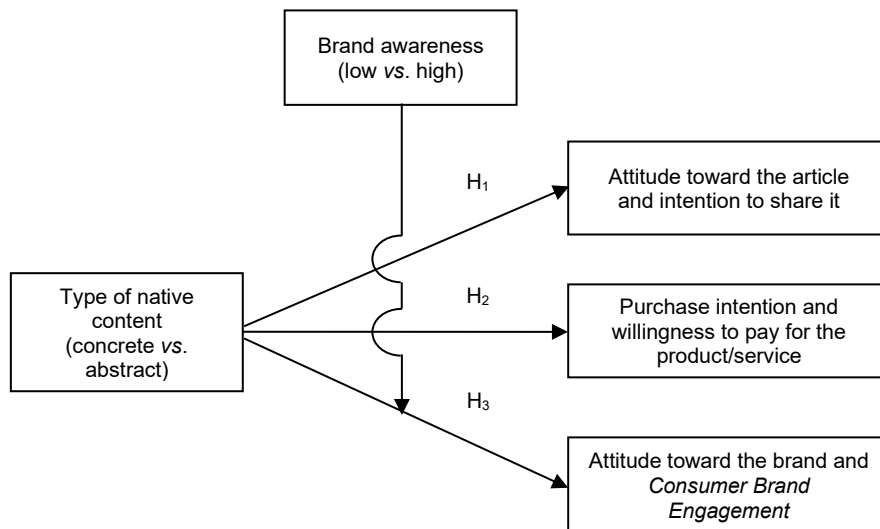 Brand awareness
(low vs. high)
H₁
Attitude toward the article
and intention to share it
Type of native
content
(concrete vs.
abstract)
H₂
Purchase intention and
willingness to pay for the
product/service
H₃
Attitude toward the brand and
Consumer Brand
Engagement